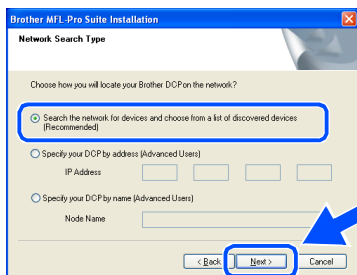 Brother MFL-Pro Suite Installation
Network Search Type
Choose how you will locate your Brother DCP on the network?
Search the network for devices and choose from a list of discovered devices
(Recommended)
Specify your DCP by address (Advanced Users)
IP Address
Specify your DCP by name (Advanced Users)
Node Name
< Back
Next >
Cancel